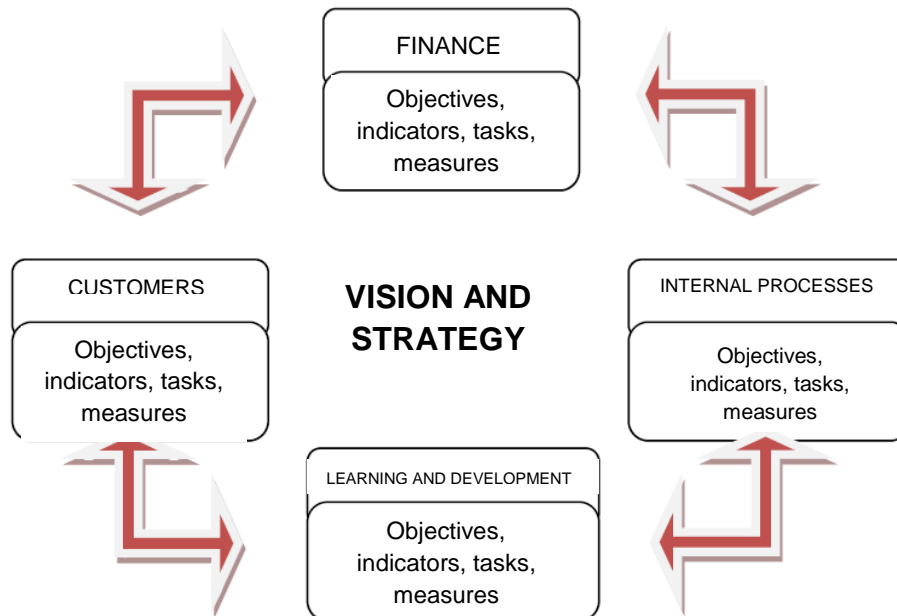 FINANCE
Objectives,
indicators, tasks,
measures
CUSTOMERS
Objectives,
indicators, tasks,
measures
VISION AND
STRATEGY
INTERNAL PROCESSES
Objectives,
indicators, tasks,
measures
LEARNING AND DEVELOPMENT
Objectives,
indicators, tasks,
measures